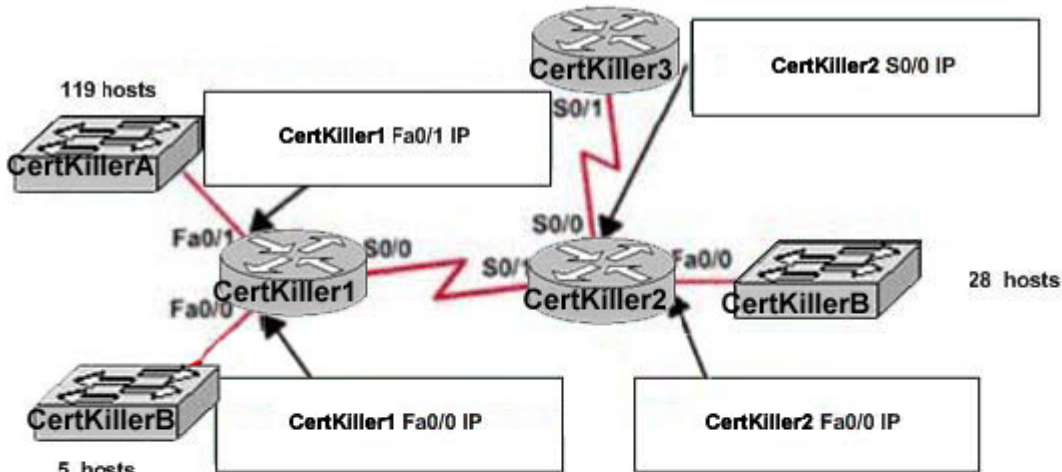 CertKiller3
CertKiller2 S0/0 IP
119 hosts
S0/1
CertKiller1 Fa0/1 IP
CertKillerA
Fa0/1
S0/0
S0/0
S0/1
Fa0/0
CertKiller1
CertKiller2
CertKillerB
28 hosts
Fa0/0
CertKillerB
CertKiller1 Fa0/0 IP
CertKiller2 Fa0/0 IP
5 hosts